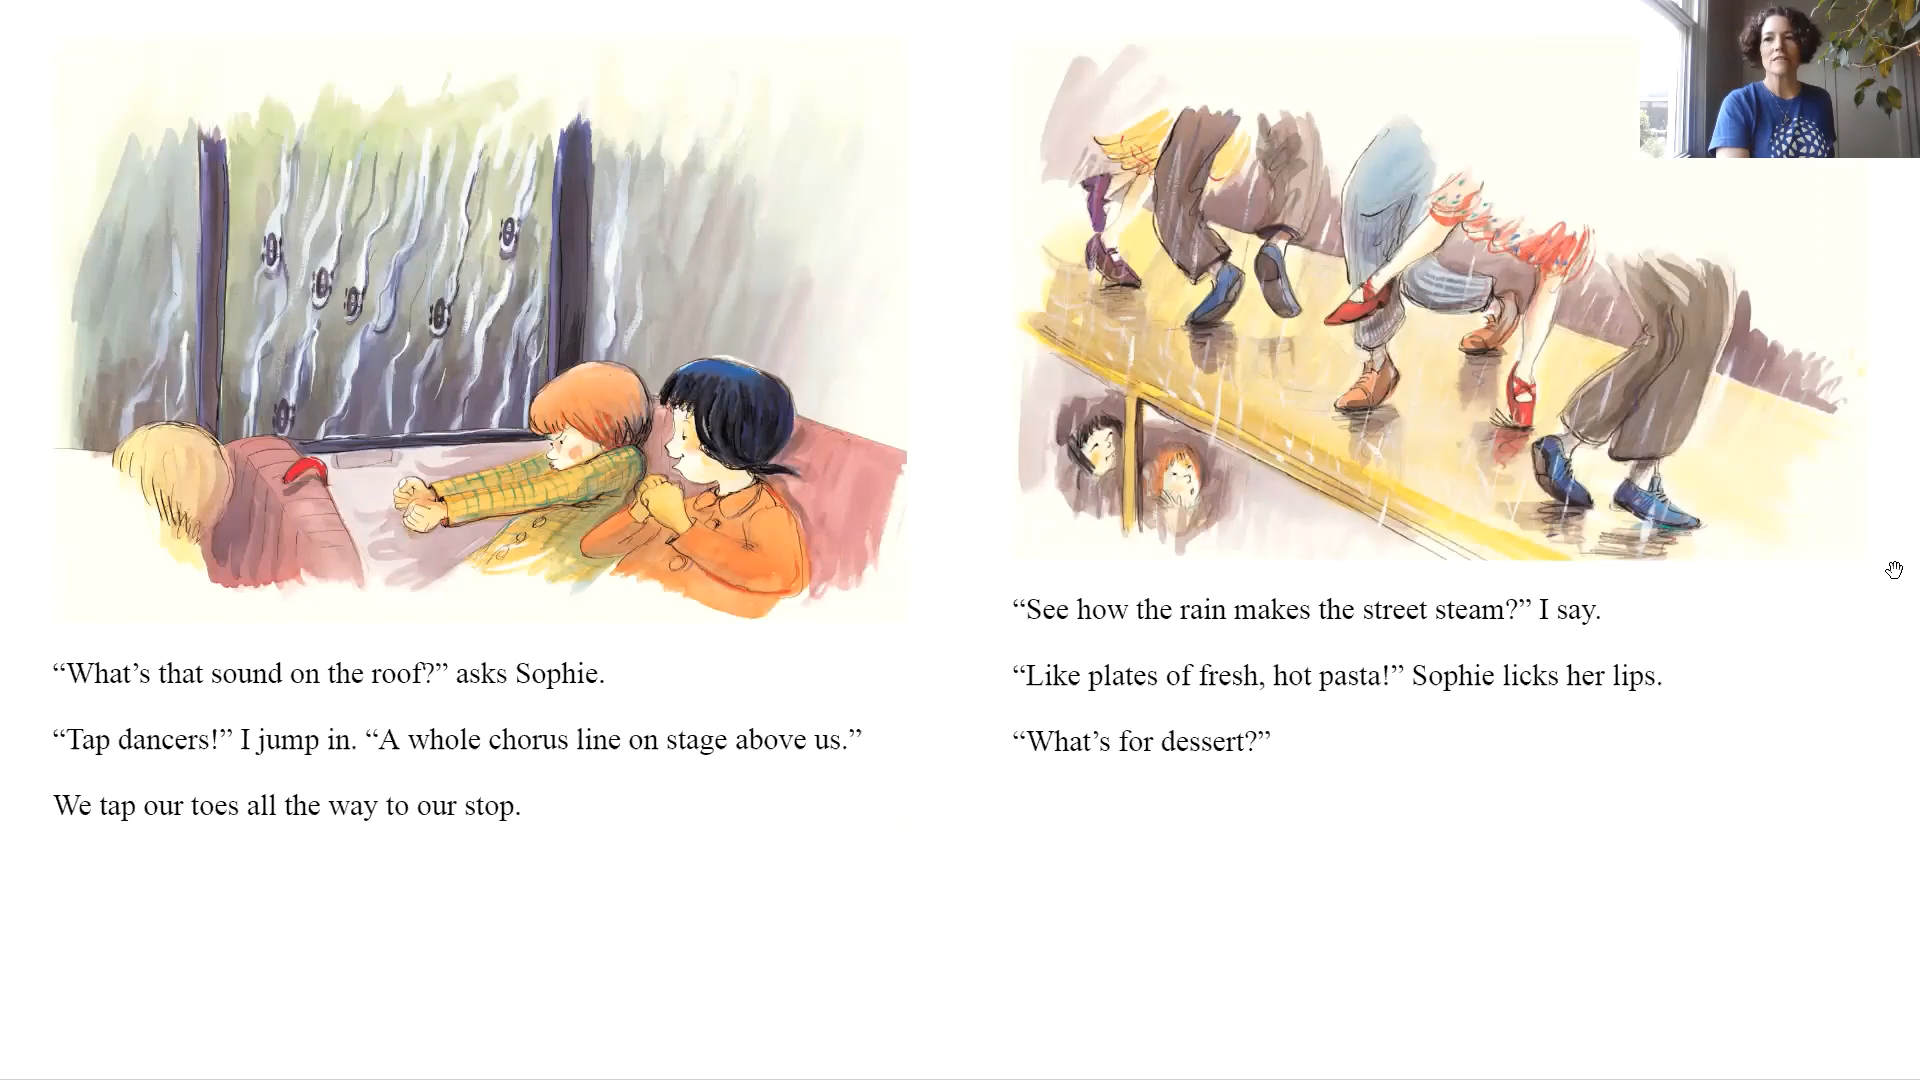 “What’s that sound on the roof?” asks Sophie.
“Tap dancers!” I jump in. “A whole chorus line on stage above us.”
We tap our toes all the way to our stop.
“See how the rain makes the street steam?” I say.
“Like plates of fresh, hot pasta!” Sophie licks her lips.
“What’s for dessert?”